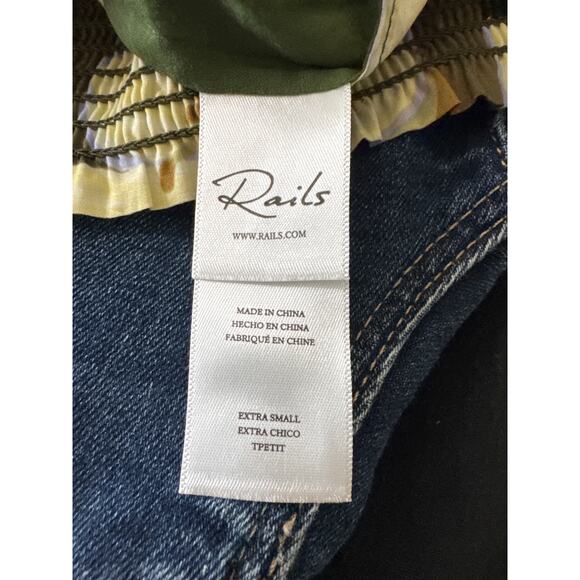 Rails
WWW.RAILS.COM
MADE IN CHINA
HECHO EN CHINA
FABRIQUÉ EN CHINE
EXTRA SMALL
EXTRA CHICO
TPETIT